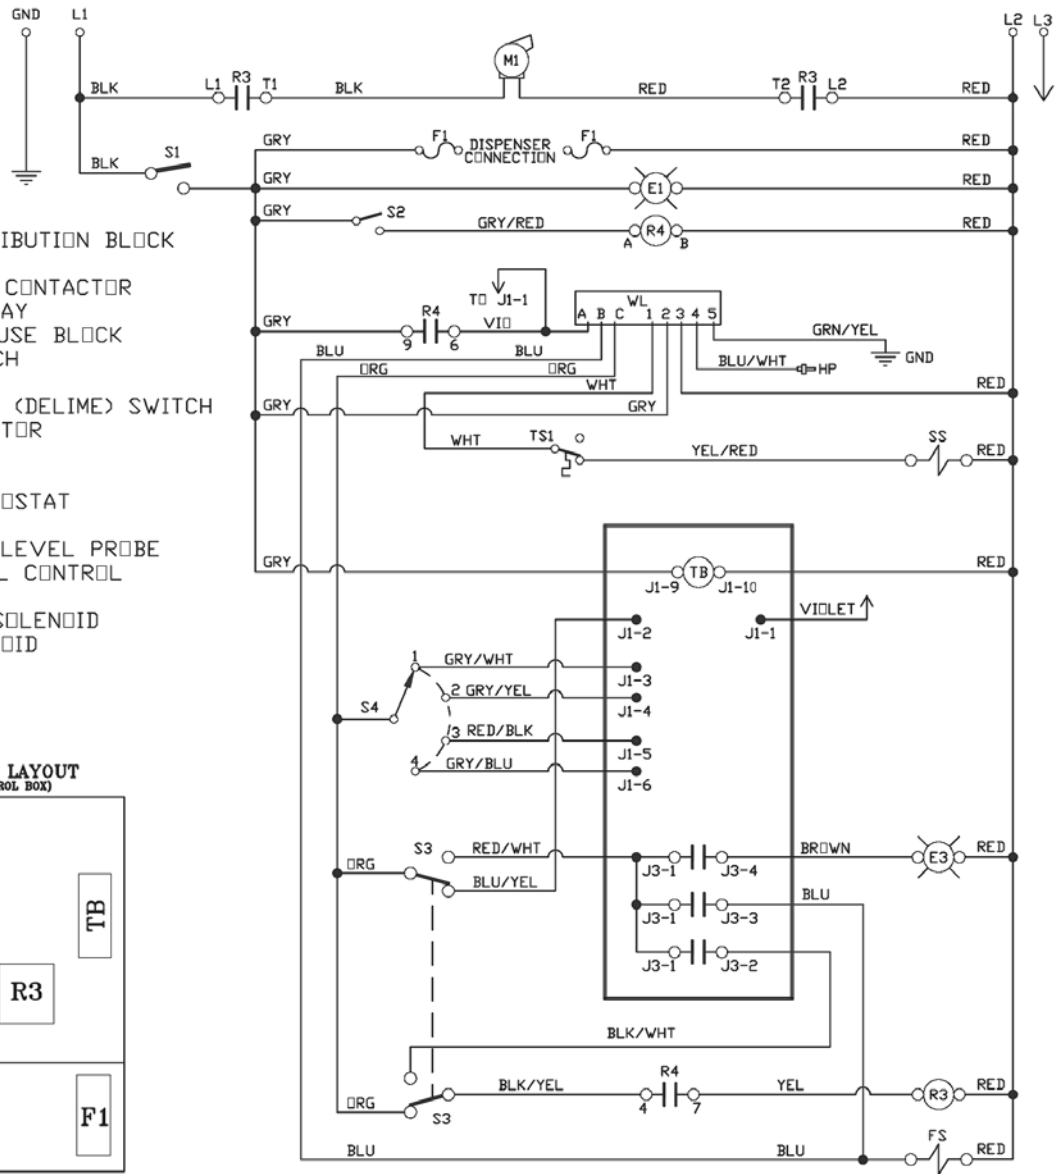 GND L1 L2 L3
M1
BLK L1 R3 T1 BLK RED T2 R3 L2 RED
GRY F1 DISPENSER CONNECTION F1 RED
BLK S1
GRY E1 RED
GRY S2 GRY/RED A R4 B RED
IBUTION BLOCK
CONTACTOR
AY
USE BLOCK
CH
(DELIME) SWITCH
TOR
OSTAT
LEVEL PROBE
L CONTROL
SOLENOID
OID
TO J1-1
WL
A B C 1 2 3 4 5
GRY 9 R4 6 VIO
GRN/YEL
GND
BLU BLU
BLU/WHT HP
ORG ORG
WHT RED
GRY GRY
WHT TS1 YEL/RED SS RED
GRY TB RED
J1-9 J1-10
J1-2 J1-1 VIOLET
1 GRY/WHT J1-3
2 GRY/YEL J1-4
S4
3 RED/BLK J1-5
4 GRY/BLU J1-6
S3 RED/WHT J3-1 J3-4 BROWN E3 RED
ORG BLU/YEL
J3-1 J3-3 BLU
J3-1 J3-2
BLK/WHT
ORG S3 BLK/YEL 4 R4 7 YEL R3 RED
BLU BLU FS RED
LAYOUT
ROL BOX)
TB
R3
F1